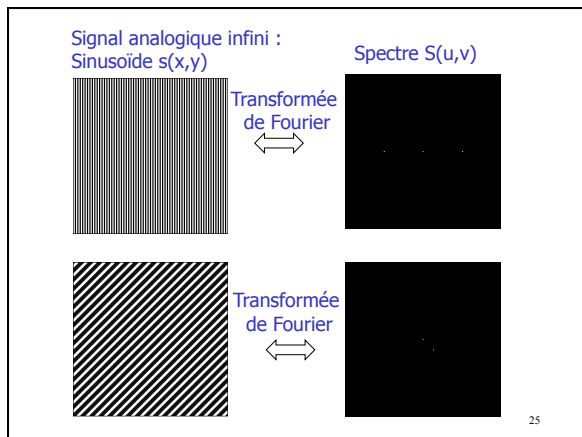 Signal analogique infini :
Sinusoïde s(x,y)
Spectre S(u,v)
Transformée
de Fourier
Transformée
de Fourier
25